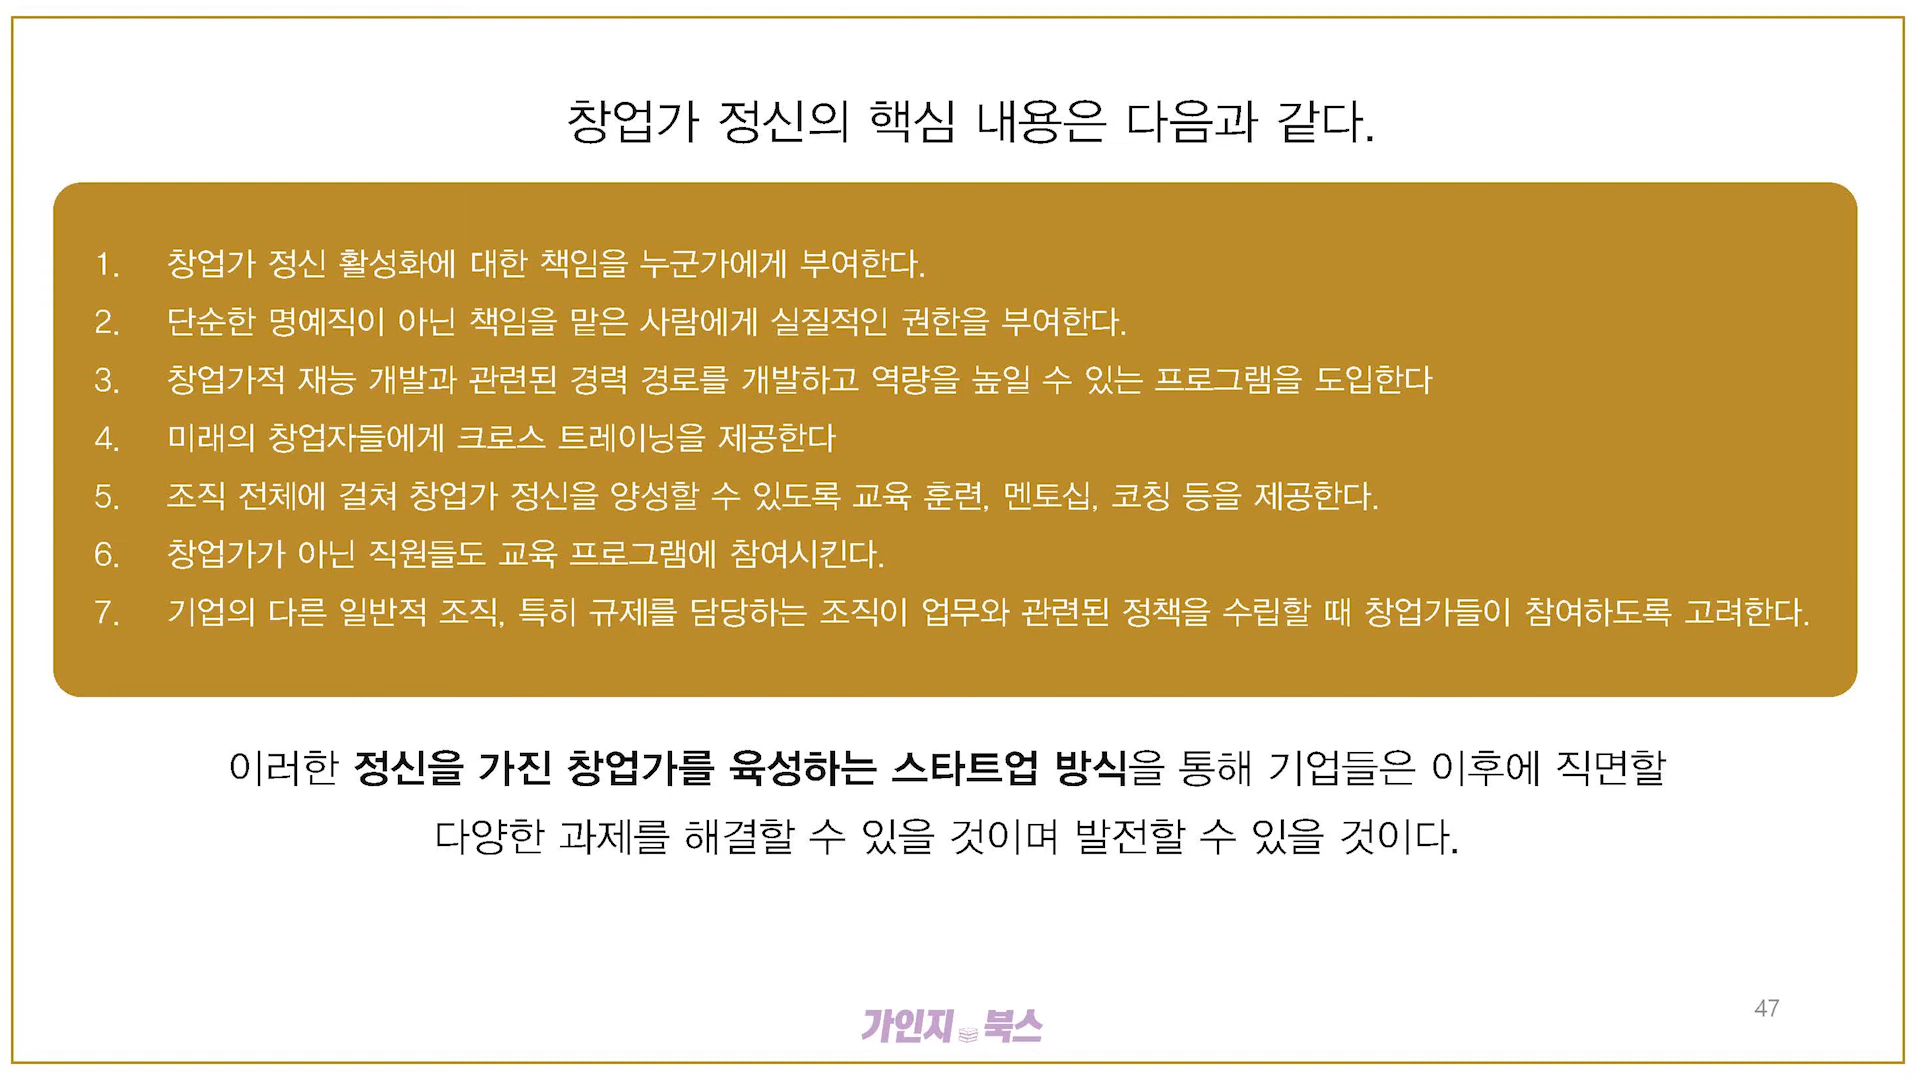 창업가 정신의 핵심 내용은 다음과 같다.
1. 창업가 정신 활성화에 대한 책임을 누군가에게 부여한다.
2. 단순한 명예직이 아닌 책임을 맡은 사람에게 실질적인 권한을 부여한다.
3. 창업가적 재능 개발과 관련된 경력 경로를 개발하고 역량을 높일 수 있는 프로그램을 도입한다
4. 미래의 창업자들에게 크로스 트레이닝을 제공한다
5. 조직 전체에 걸쳐 창업가 정신을 양성할 수 있도록 교육 훈련, 멘토십, 코칭 등을 제공한다.
6. 창업가가 아닌 직원들도 교육 프로그램에 참여시킨다.
7. 기업의 다른 일반적 조직, 특히 규제를 담당하는 조직이 업무와 관련된 정책을 수립할 때 창업가들이 참여하도록 고려한다.
이러한 정신을 가진 창업가를 육성하는 스타트업 방식을 통해 기업들은 이후에 직면할
다양한 과제를 해결할 수 있을 것이며 발전할 수 있을 것이다.
47
가인지 북스